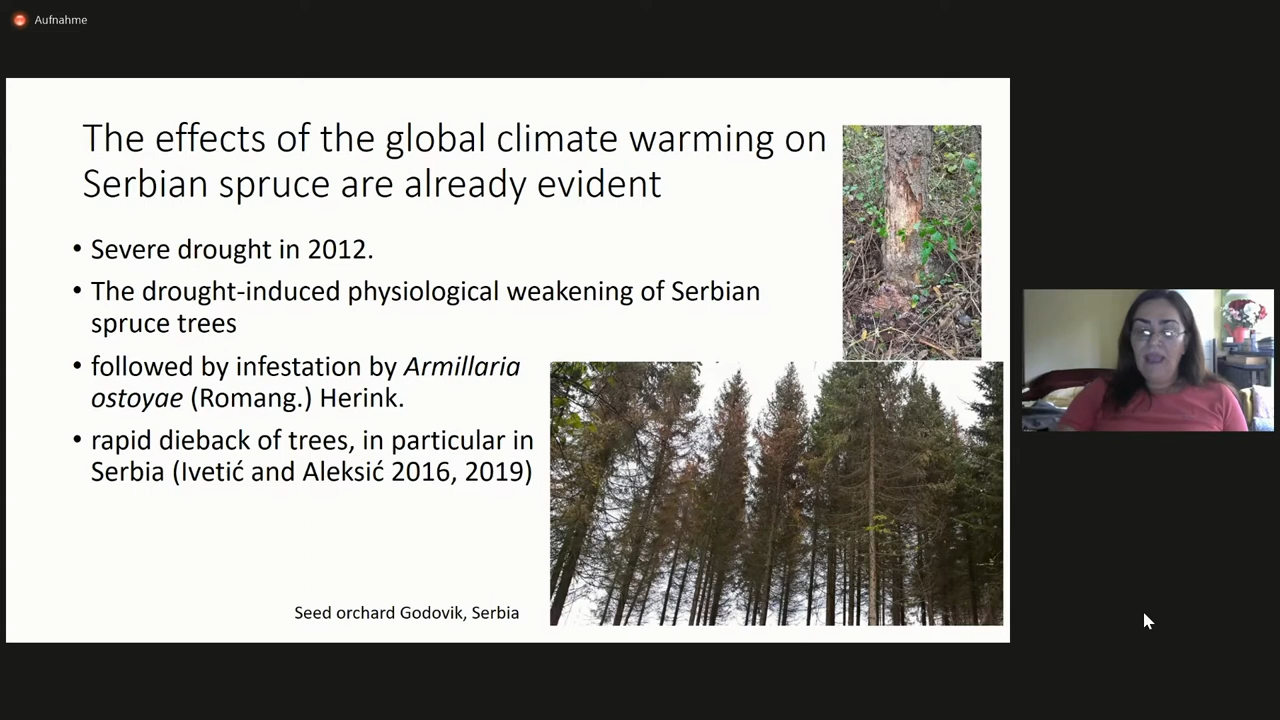 Aufnahme
The effects of the global climate warming on
Serbian spruce are already evident
• Severe drought in 2012.
• The drought-induced physiological weakening of Serbian
spruce trees
• followed by infestation by Armillaria
ostoyae (Romang.) Herink.
• rapid dieback of trees, in particular in
Serbia (Ivetić and Aleksić 2016, 2019)
Seed orchard Godovik, Serbia